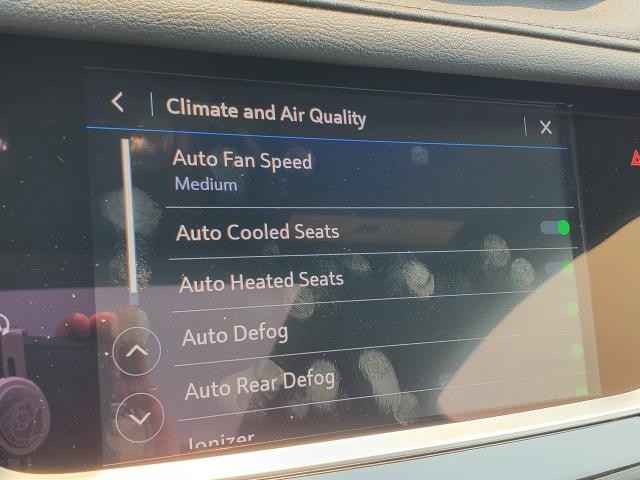 Climate and Air Quality
Auto Fan Speed
Medium
Auto Cooled Seats
Auto Heated Seats
Auto Defog
Auto Rear Defog
Ionizer